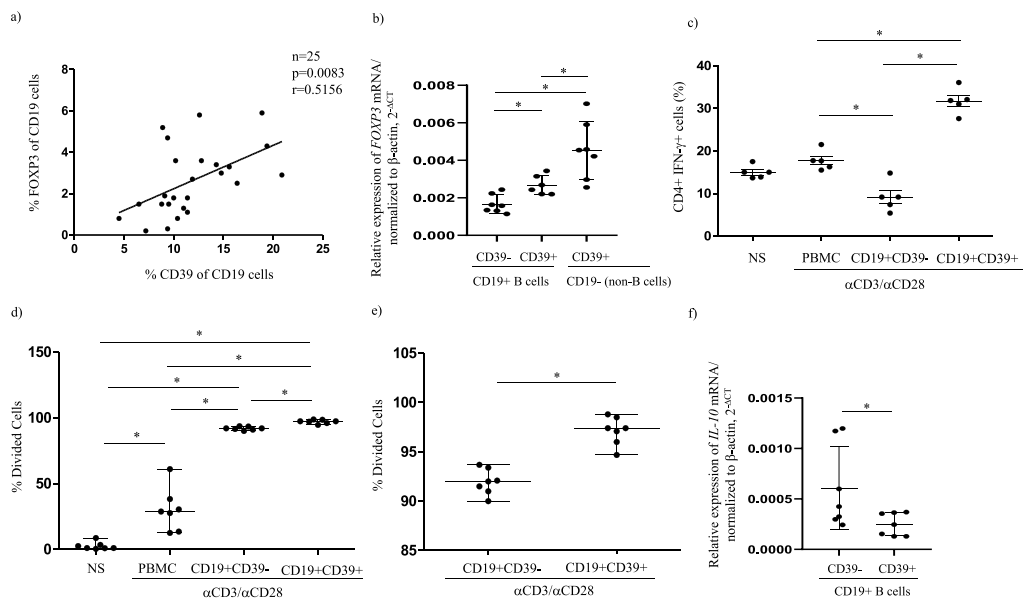 a)
n=25
p=0.0083
r=0.5156
% FOXP3 of CD19 cells
8
6
4
2
0
0 5 10 15 20 25
% CD39 of CD19 cells
b)
Relative expression of FOXP3 mRNA/
normalized to β-actin, 2-ΔCT
0.008
0.006
0.004
0.002
0.000
* * *
CD39- CD39+ CD39+
CD19+ B cells CD19- (non-B cells)
c)
CD4+ IFN-γ+ cells (%)
40
30
20
10
0
* * *
NS PBMC CD19+CD39- CD19+CD39+
αCD3/αCD28
d)
% Divided Cells
150
100
50
0
* * * * * *
NS PBMC CD19+CD39- CD19+CD39+
αCD3/αCD28
e)
% Divided Cells
105
100
95
90
85
*
CD19+CD39- CD19+CD39+
αCD3/αCD28
f)
Relative expression of IL-10 mRNA/
normalized to β-actin, 2-ΔCT
0.0015
0.0010
0.0005
0.0000
*
CD39- CD39+
CD19+ B cells